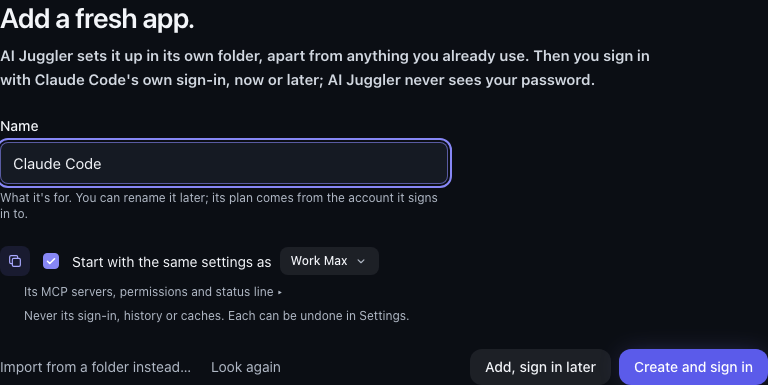 Add a fresh app.
AI Juggler sets it up in its own folder, apart from anything you already use. Then you sign in
with Claude Code's own sign-in, now or later; AI Juggler never sees your password.
Name
Claude Code
What it's for. You can rename it later; its plan comes from the account it signs
in to.
Start with the same settings as Work Max
Its MCP servers, permissions and status line ▸
Never its sign-in, history or caches. Each can be undone in Settings.
Import from a folder instead... Look again Add, sign in later Create and sign in